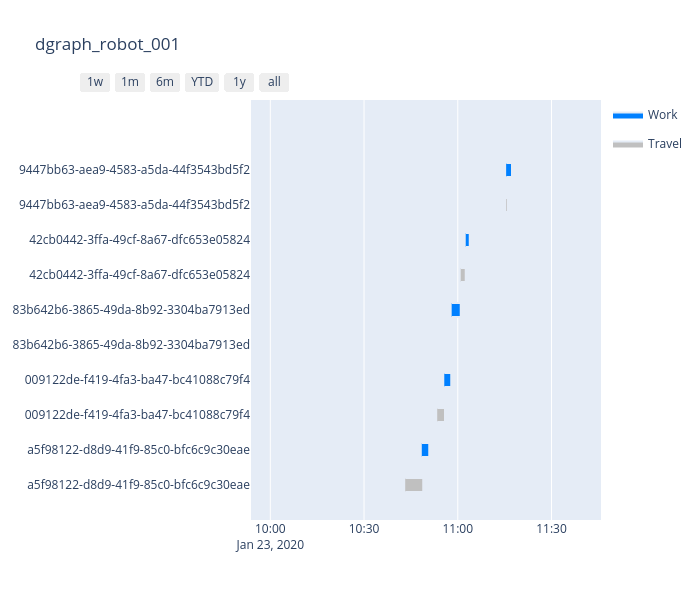 dgraph_robot_001
1w 1m 6m YTD 1y all
Work
Travel
9447bb63-aea9-4583-a5da-44f3543bd5f2
9447bb63-aea9-4583-a5da-44f3543bd5f2
42cb0442-3ffa-49cf-8a67-dfc653e05824
42cb0442-3ffa-49cf-8a67-dfc653e05824
83b642b6-3865-49da-8b92-3304ba7913ed
83b642b6-3865-49da-8b92-3304ba7913ed
009122de-f419-4fa3-ba47-bc41088c79f4
009122de-f419-4fa3-ba47-bc41088c79f4
a5f98122-d8d9-41f9-85c0-bfc6c9c30eae
a5f98122-d8d9-41f9-85c0-bfc6c9c30eae
10:00 10:30 11:00 11:30
Jan 23, 2020